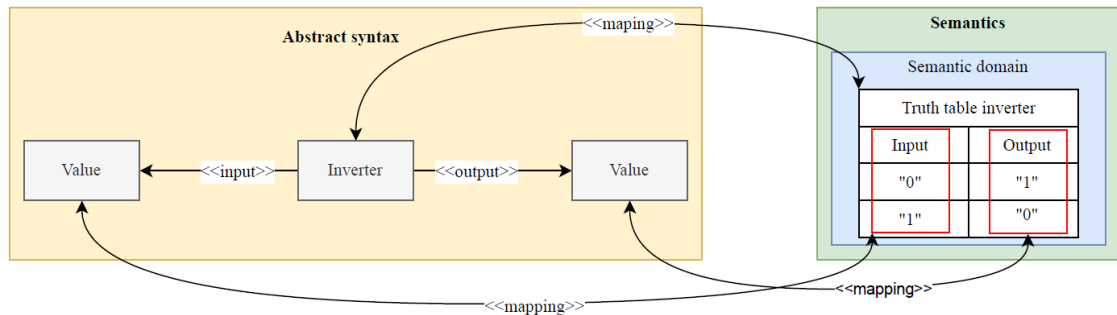 Abstract syntax
<<maping>>
Semantics
Semantic domain
Truth table inverter
Input Output
"0" "1"
"1" "0"
Value
<<input>>
Inverter
<<output>>
Value
<<mapping>>
<<mapping>>